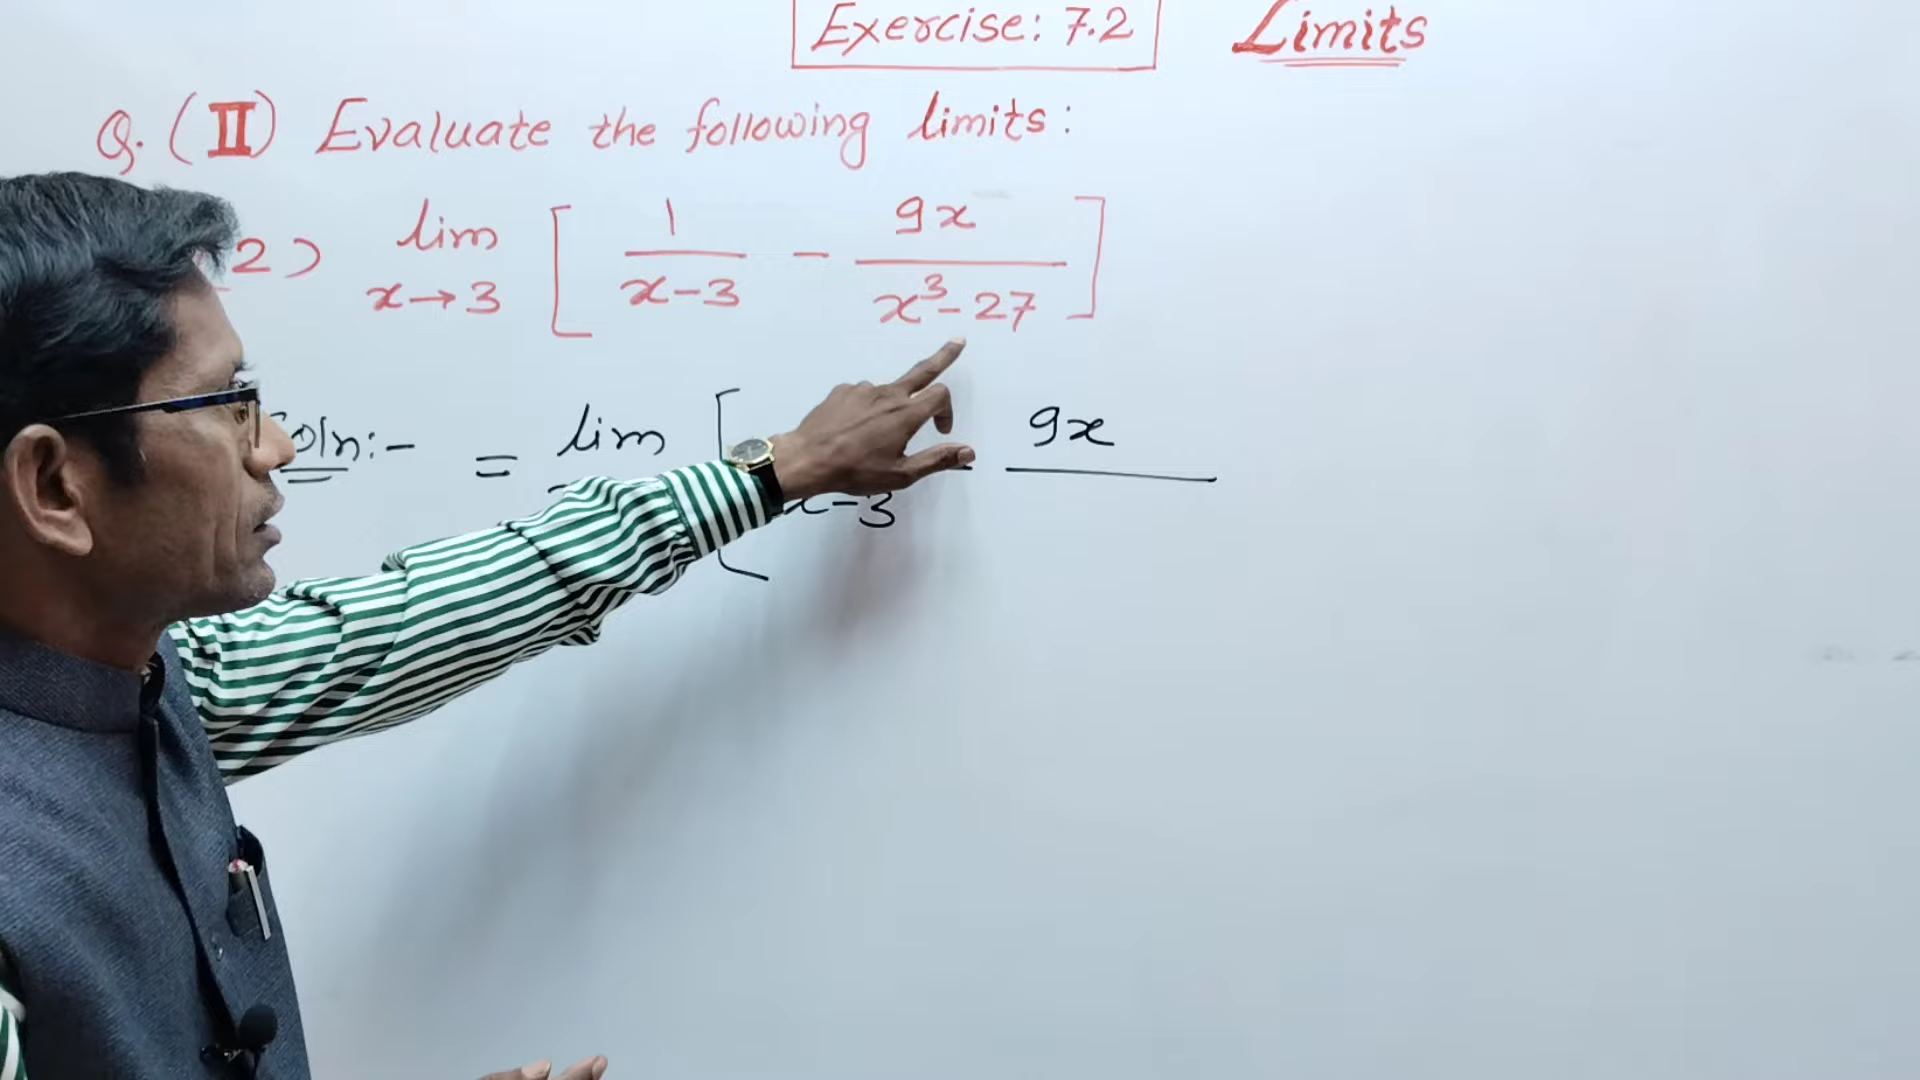 Exercise: 7.2 Limits
Q. (II) Evaluate the following limits:
2) lim x→3 [ 1/(x-3) - 9x/(x³-27) ]
Soln:- = lim [ x-3 - 9x